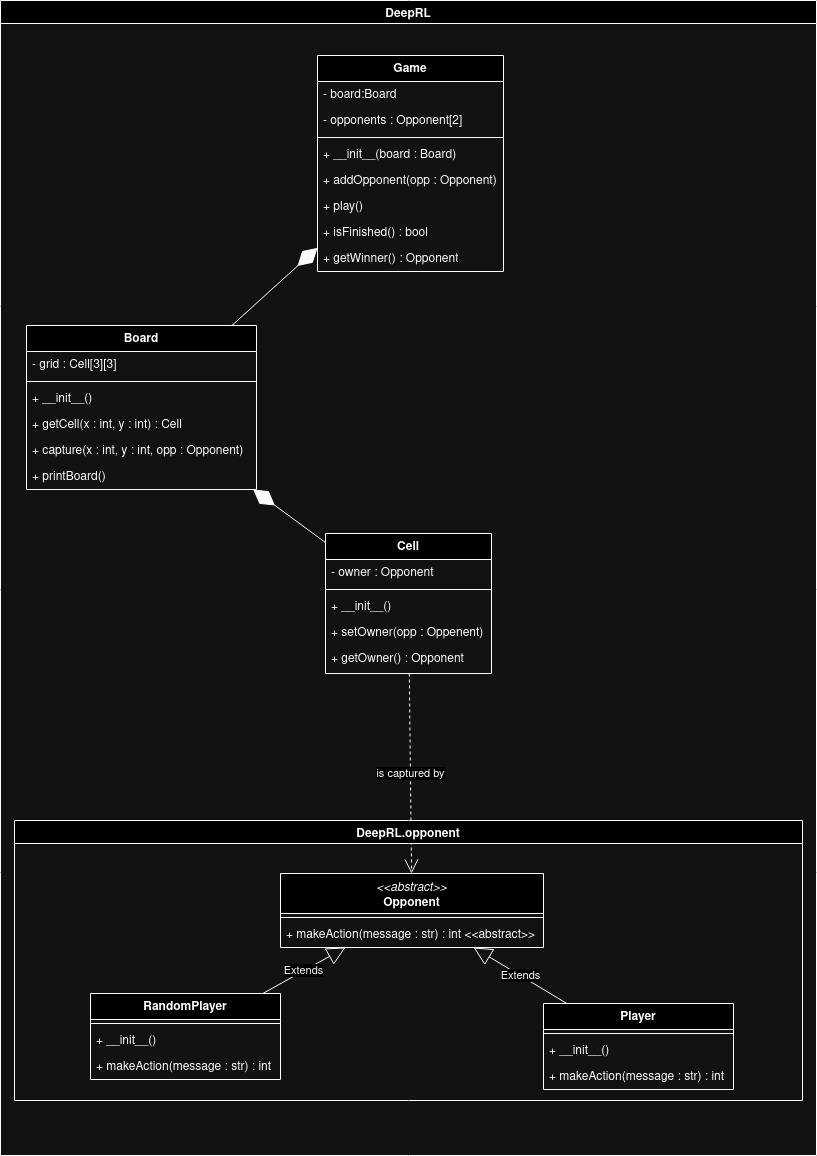 DeepRL
Game
- board:Board
- opponents : Opponent[2]
+ __init__(board : Board)
+ addOpponent(opp : Opponent)
+ play()
+ isFinished() : bool
+ getWinner() : Opponent
Board
- grid : Cell[3][3]
+ __init__()
+ getCell(x : int, y : int) : Cell
+ capture(x : int, y : int, opp : Opponent)
+ printBoard()
Cell
- owner : Opponent
+ __init__()
+ setOwner(opp : Oppenent)
+ getOwner() : Opponent
is captured by
DeepRL.opponent
<<abstract>>
Opponent
+ makeAction(message : str) : int <<abstract>>
Extends
Extends
RandomPlayer
+ __init__()
+ makeAction(message : str) : int
Player
+ __init__()
+ makeAction(message : str) : int